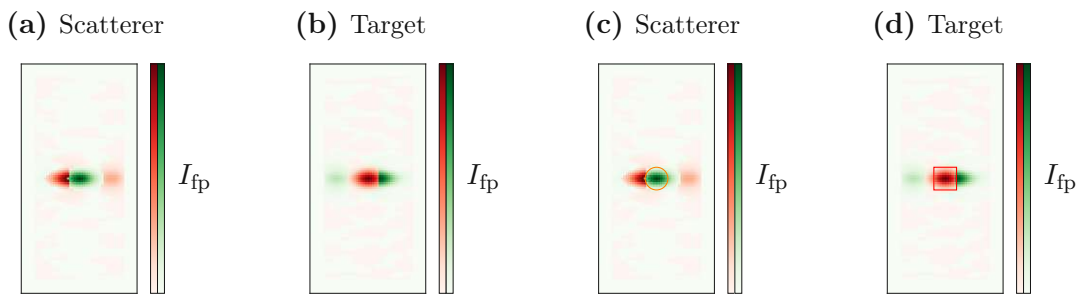 (a) Scatterer
(b) Target
(c) Scatterer
(d) Target
I_fp
I_fp
I_fp
I_fp